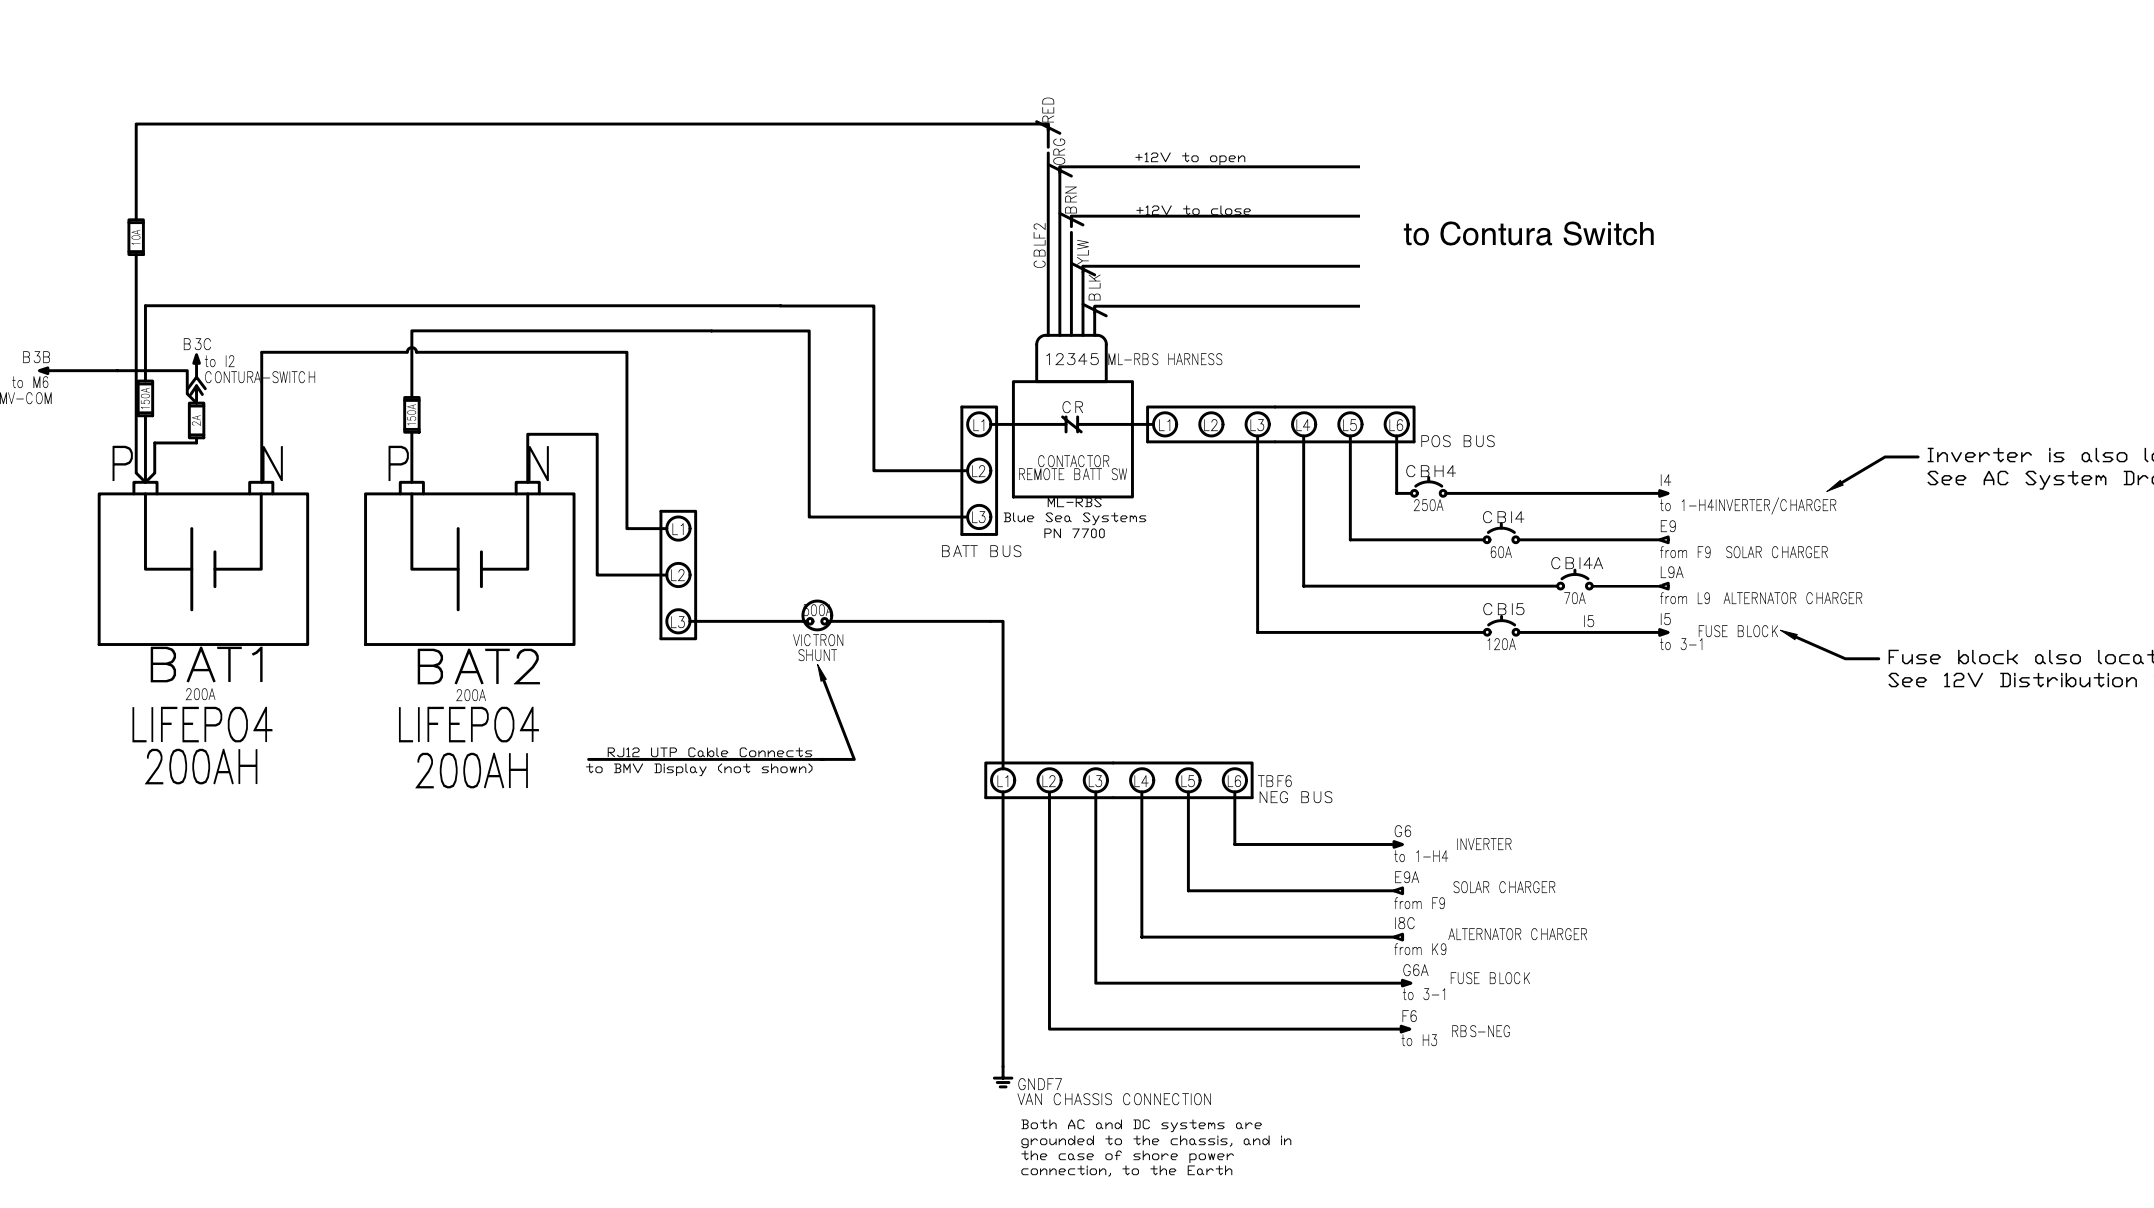 RED
ORG
+12V to open
BRN
+12V to close
CBLF2
YLW
to Contura Switch
BLK
10A
B3B
to M6
MV-COM
B3C
to I2
CONTURA-SWITCH
150A
2A
150A
12345
ML-RBS HARNESS
CR
CONTACTOR
REMOTE BATT SW
ML-RBS
Blue Sea Systems
PN 7700
L1
L2
L3
BATT BUS
L1
L2
L3
L4
L5
L6
POS BUS
CBH4
250A
I4
to 1-H4INVERTER/CHARGER
Inverter is also lo
See AC System Dr
CBI4
60A
E9
from F9 SOLAR CHARGER
CBI4A
70A
L9A
from L9 ALTERNATOR CHARGER
CBI5
120A
I5
I5
to 3-1
FUSE BLOCK
Fuse block also locat
See 12V Distribution
P
N
P
N
BAT1
200A
LIFEPO4
200AH
BAT2
200A
LIFEPO4
200AH
L1
L2
L3
500A
VICTRON
SHUNT
RJ12 UTP Cable Connects
to BMV Display (not shown)
L1
L2
L3
L4
L5
L6
TBF6
NEG BUS
G6
to 1-H4
INVERTER
E9A
from F9
SOLAR CHARGER
I8C
from K9
ALTERNATOR CHARGER
G6A
to 3-1
FUSE BLOCK
F6
to H3
RBS-NEG
GNDF7
VAN CHASSIS CONNECTION
Both AC and DC systems are
grounded to the chassis, and in
the case of shore power
connection, to the Earth